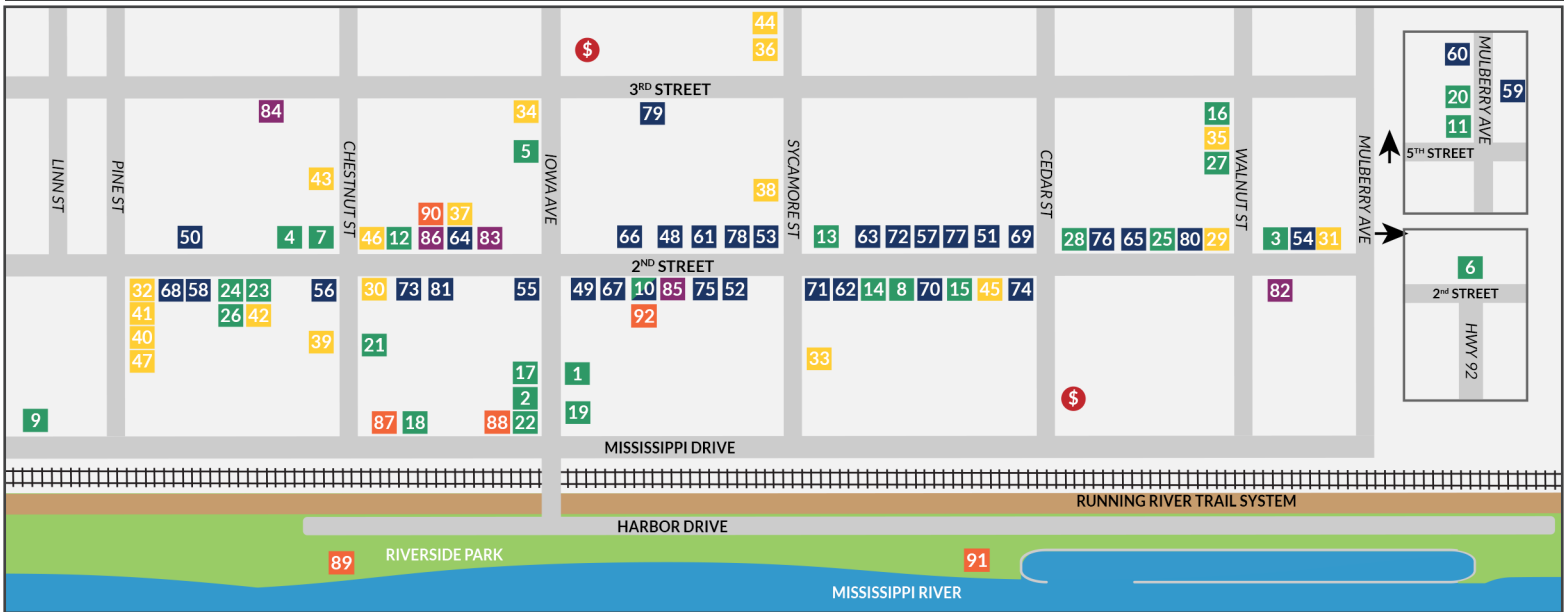 44
$
36
60
MULBERRY AVE
59
20
11
5TH STREET
3RD STREET
84
34
79
16
5
35
27
43
38
LINN ST
PINE ST
CHESTNUT ST
IOWA AVE
SYCAMORE ST
CEDAR ST
WALNUT ST
MULBERRY AVE
90 37
50 4 7 46 12 86 64 83 66 48 61 78 53 13 63 72 57 77 51 69 28 76 65 25 80 29 3 54 31
2ND STREET
6
2nd STREET
HWY 92
32 68 58 24 23 56 30 73 81 55 49 67 10 85 75 52 71 62 14 8 70 15 45 74 82
41 26 42 92
40 39 21
47 33
17 1
2 $
9 87 18 88 22 19
MISSISSIPPI DRIVE
RUNNING RIVER TRAIL SYSTEM
HARBOR DRIVE
89 RIVERSIDE PARK 91
MISSISSIPPI RIVER